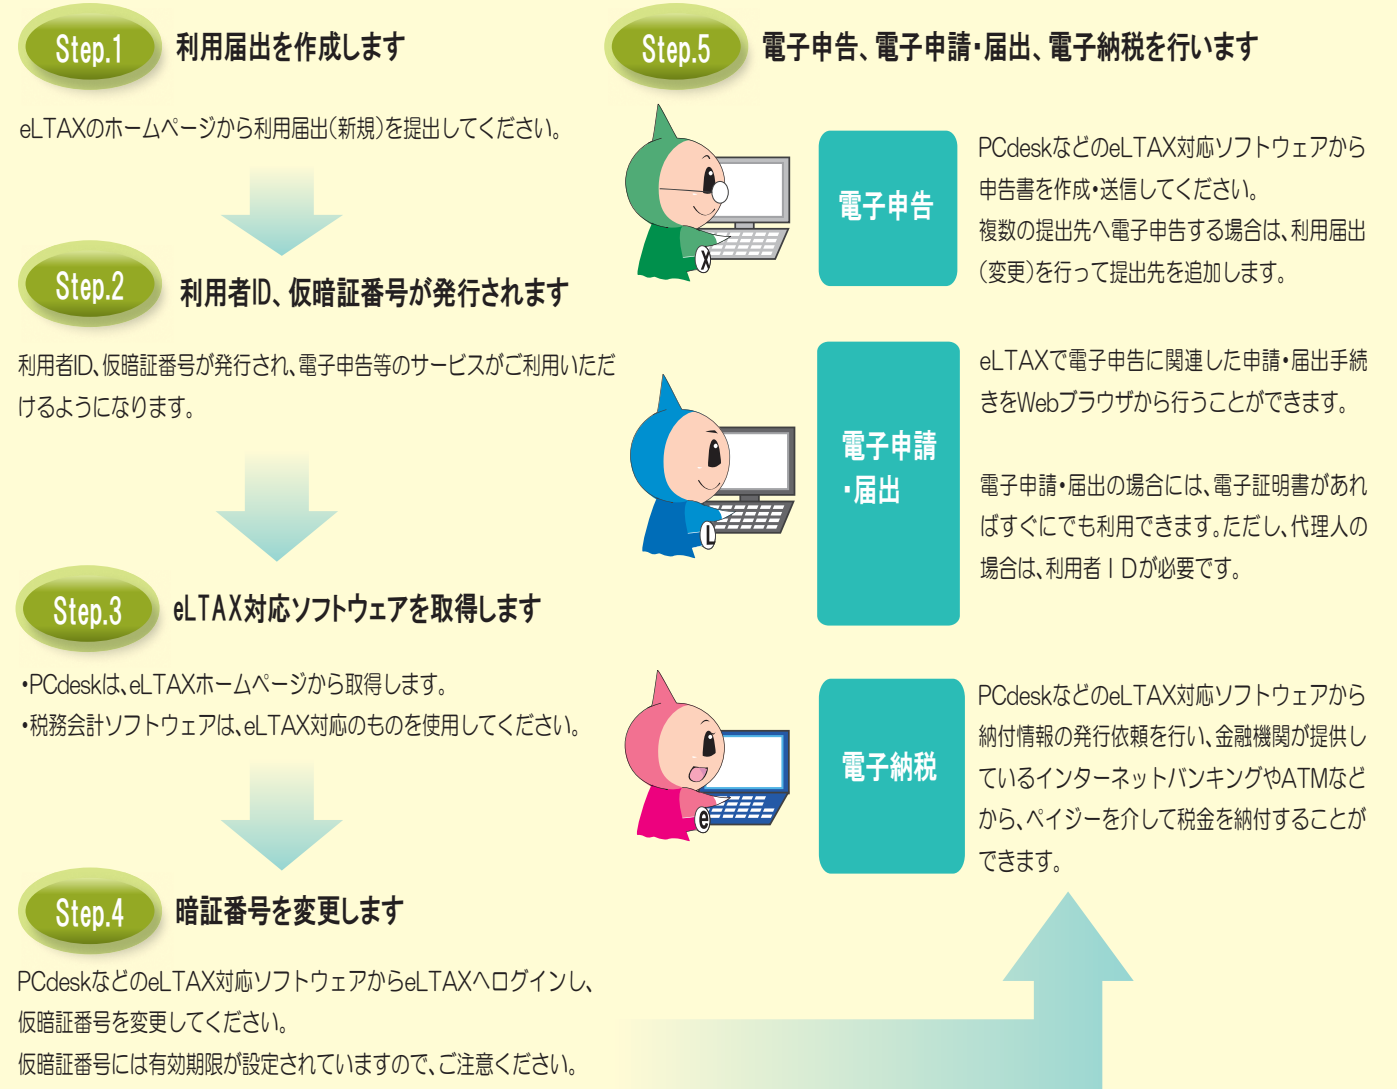 Step.1 利用届出を作成します
eLTAXのホームページから利用届出(新規)を提出してください。
Step.2 利用者ID、仮暗証番号が発行されます
利用者ID、仮暗証番号が発行され、電子申告等のサービスがご利用いただ
けるようになります。
Step.3 eLTAX対応ソフトウェアを取得します
・PCdeskは、eLTAXホームページから取得します。
・税務会計ソフトウェアは、eLTAX対応のものを使用してください。
Step.4 暗証番号を変更します
PCdeskなどのeLTAX対応ソフトウェアからeLTAXへログインし、
仮暗証番号を変更してください。
仮暗証番号には有効期限が設定されていますので、ご注意ください。
Step.5 電子申告、電子申請・届出、電子納税を行います
X
電子申告
PCdeskなどのeLTAX対応ソフトウェアから
申告書を作成・送信してください。
複数の提出先へ電子申告する場合は、利用届出
(変更)を行って提出先を追加します。
L
電子申請
・届出
eLTAXで電子申告に関連した申請・届出手続
きをWebブラウザから行うことができます。
電子申請・届出の場合には、電子証明書があれ
ばすぐにでも利用できます。ただし、代理人の
場合は、利用者IDが必要です。
e
電子納税
PCdeskなどのeLTAX対応ソフトウェアから
納付情報の発行依頼を行い、金融機関が提供し
ているインターネットバンキングやATMなど
から、ペイジーを介して税金を納付することが
できます。